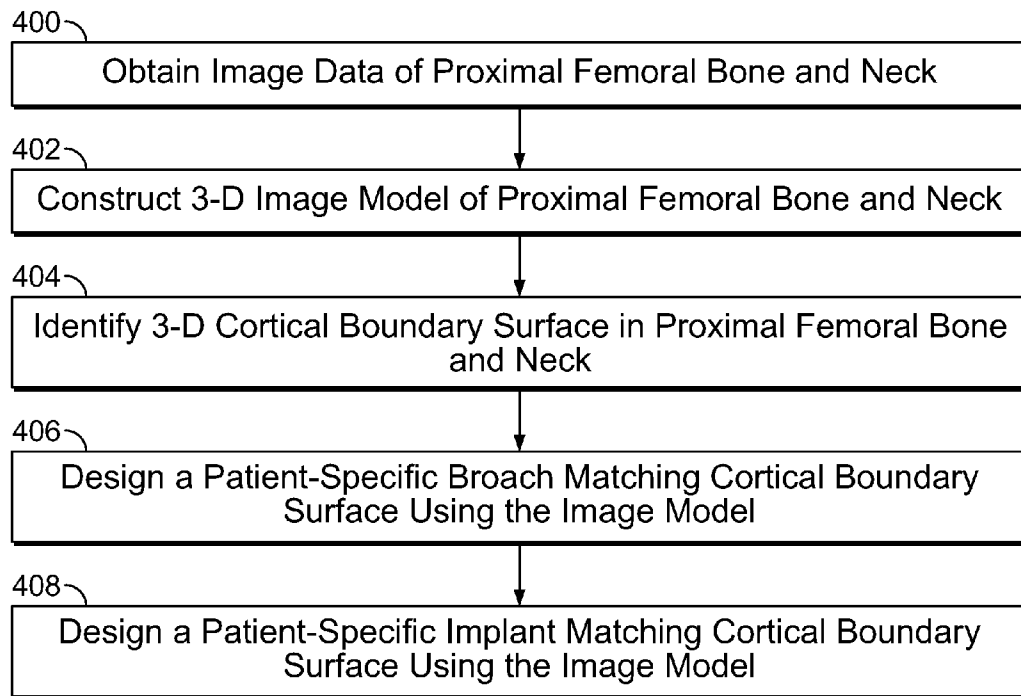 400
Obtain Image Data of Proximal Femoral Bone and Neck
402
Construct 3-D Image Model of Proximal Femoral Bone and Neck
404
Identify 3-D Cortical Boundary Surface in Proximal Femoral Bone
and Neck
406
Design a Patient-Specific Broach Matching Cortical Boundary
Surface Using the Image Model
408
Design a Patient-Specific Implant Matching Cortical Boundary
Surface Using the Image Model